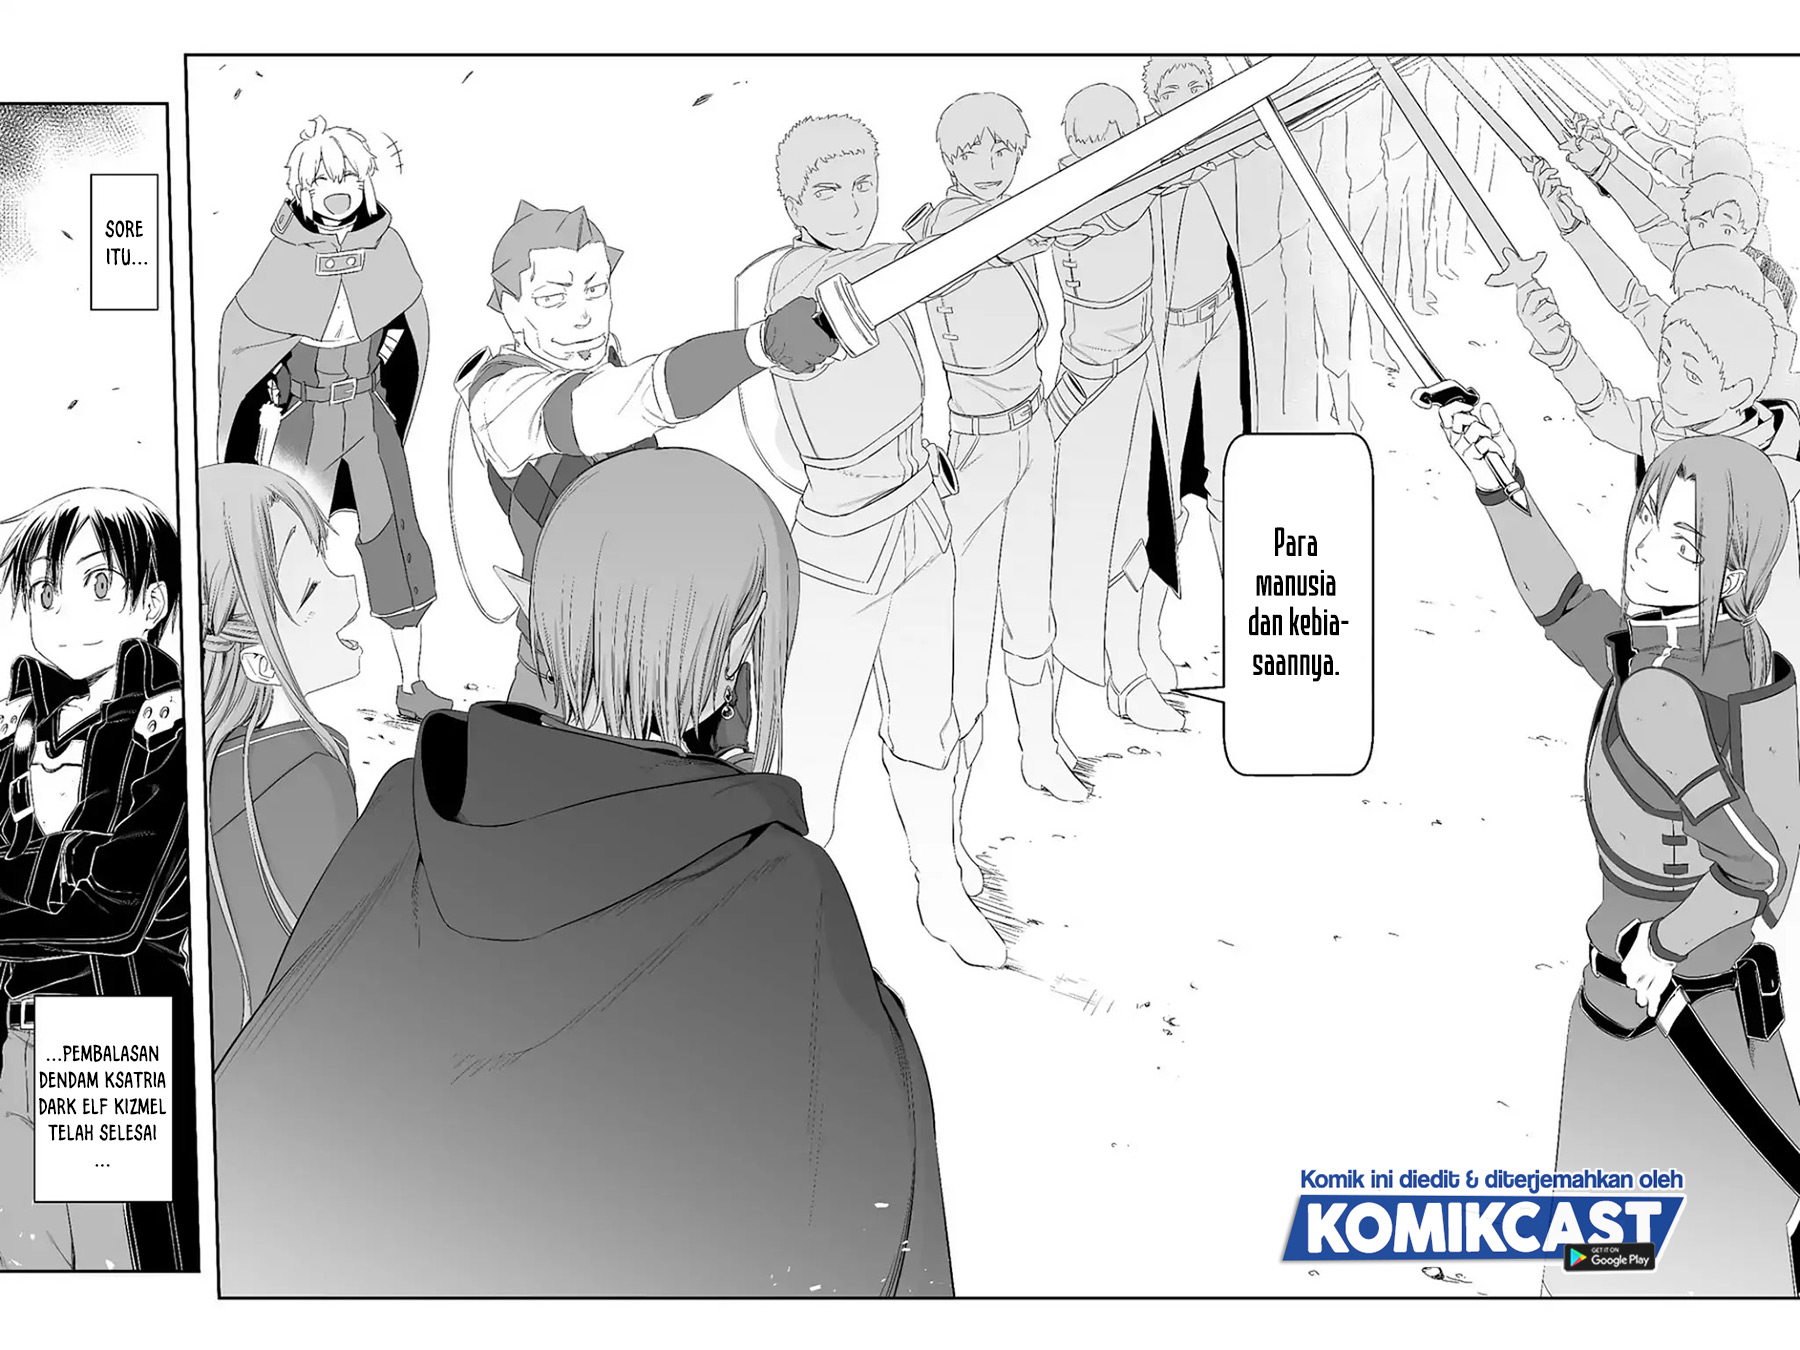 Para
manusia
dan kebia-
saannya.
SORE
ITU...
...PEMBALASAN
DENDAM KSATRIA
DARK ELF KIZMEL
TELAH SELESAI
...
Komik ini diedit & diterjemahkan oleh
KOMIKCAST
GET IT ON
Google Play